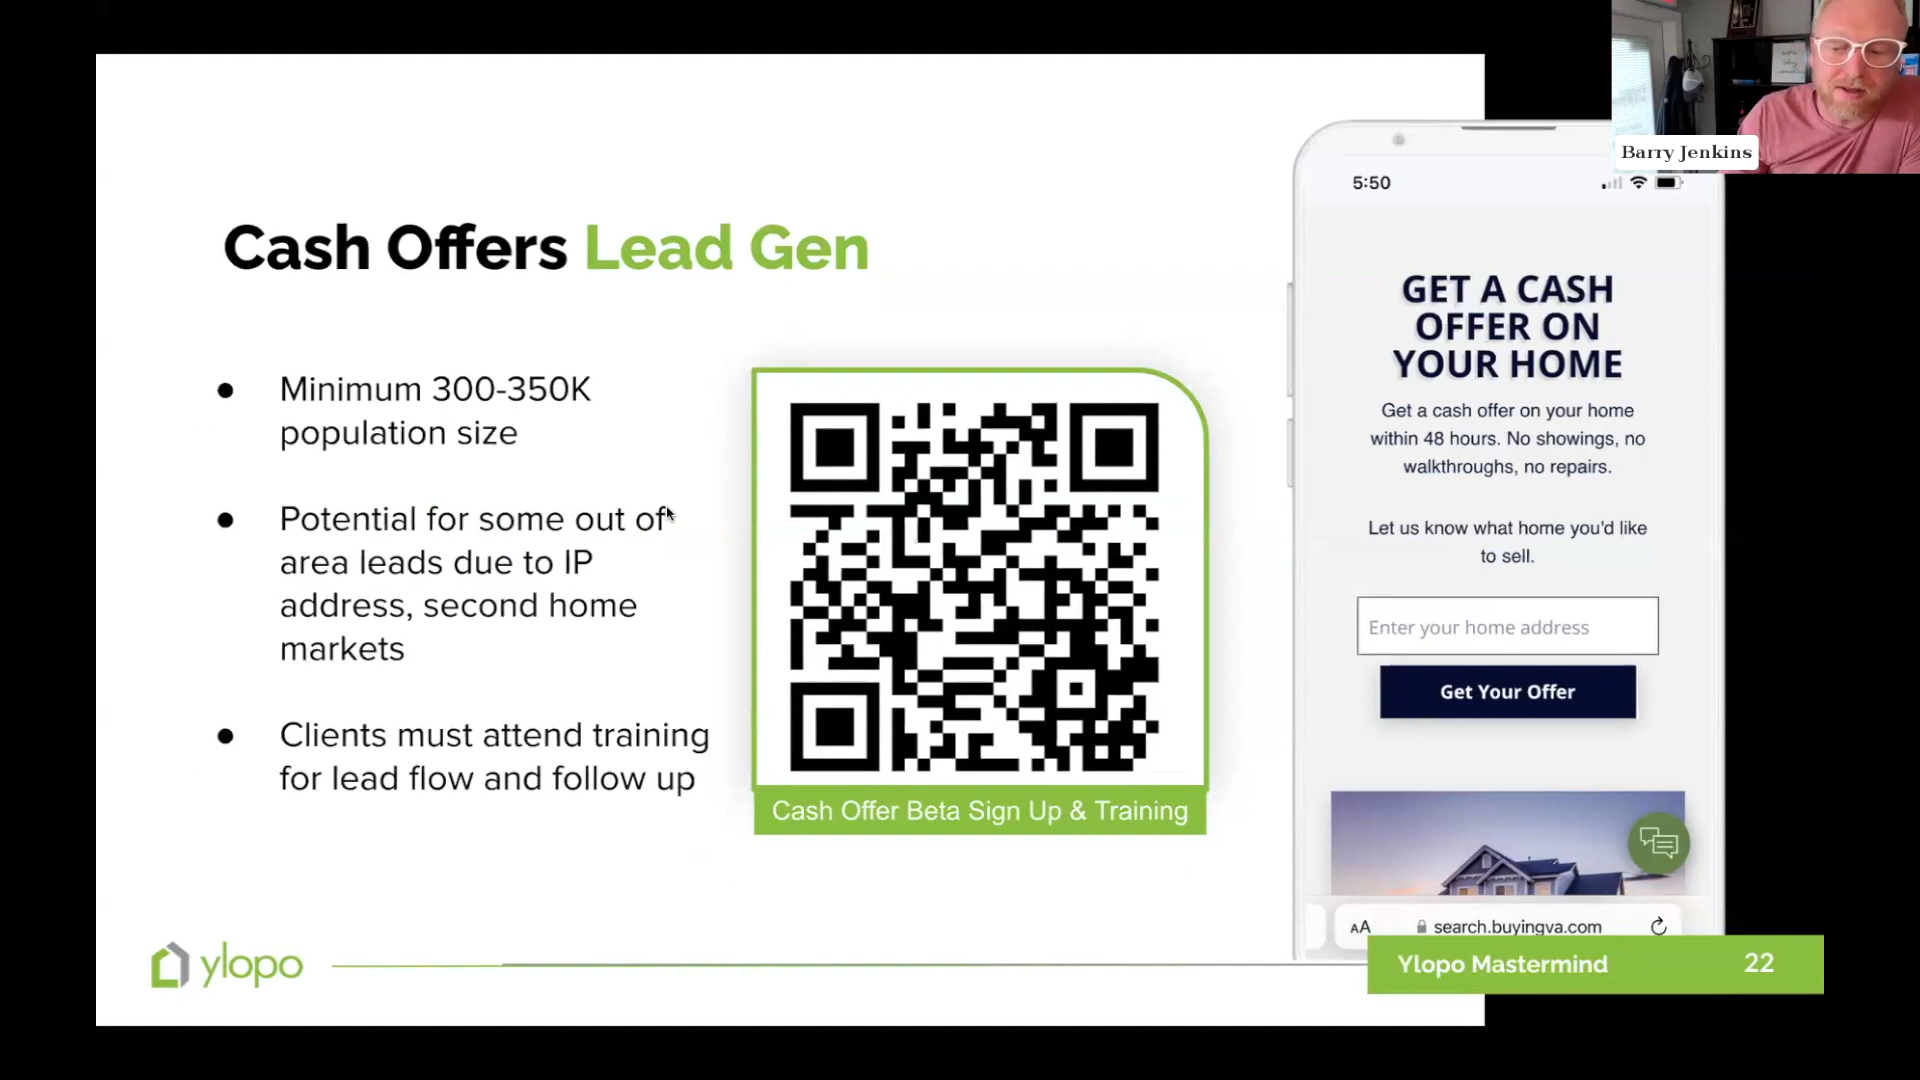 Barry Jenkins
Cash Offers Lead Gen
● Minimum 300-350K
population size
● Potential for some out of
area leads due to IP
address, second home
markets
● Clients must attend training
for lead flow and follow up
Cash Offer Beta Sign Up & Training
5:50
GET A CASH
OFFER ON
YOUR HOME
Get a cash offer on your home
within 48 hours. No showings, no
walkthroughs, no repairs.
Let us know what home you'd like
to sell.
Enter your home address
Get Your Offer
AA search.buyingva.com
ylopo
Ylopo Mastermind 22